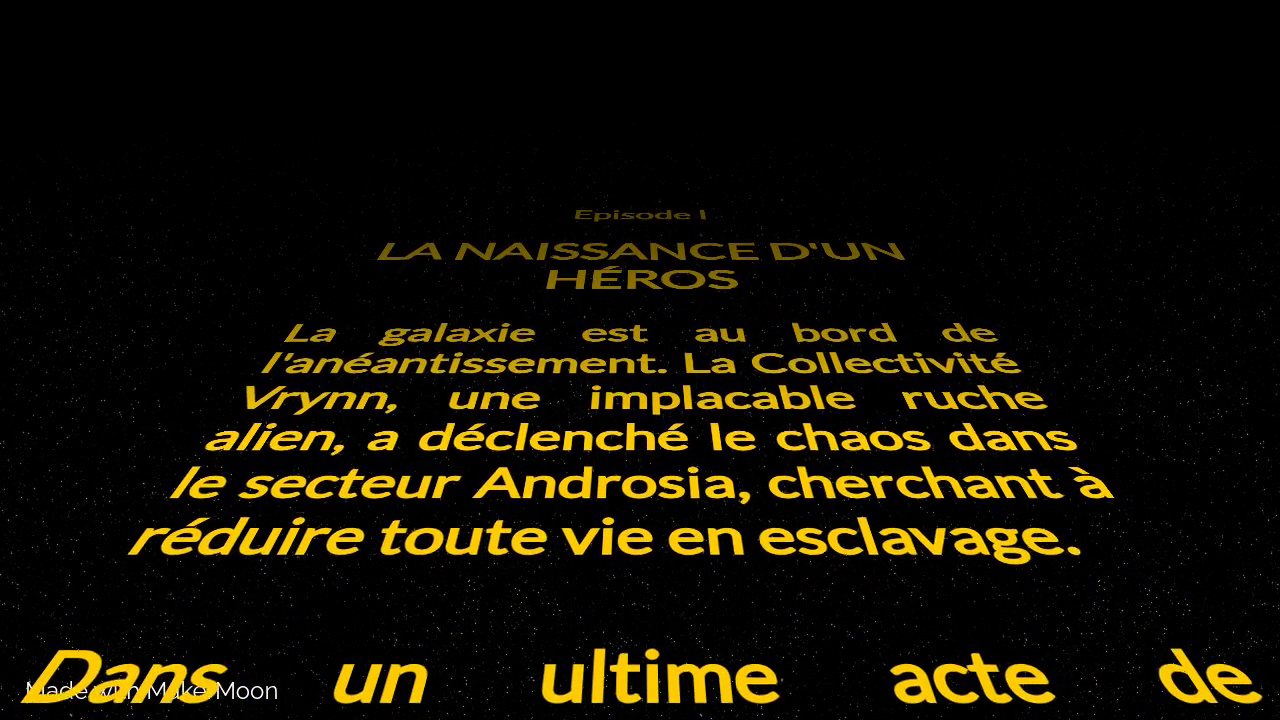 Episode I
LA NAISSANCE D'UN
HÉROS
La galaxie est au bord de
l'anéantissement. La Collectivité
Vrynn, une implacable ruche
alien, a déclenché le chaos dans
le secteur Androsia, cherchant à
réduire toute vie en esclavage.
Dans un ultime acte de
Made with Make Moon